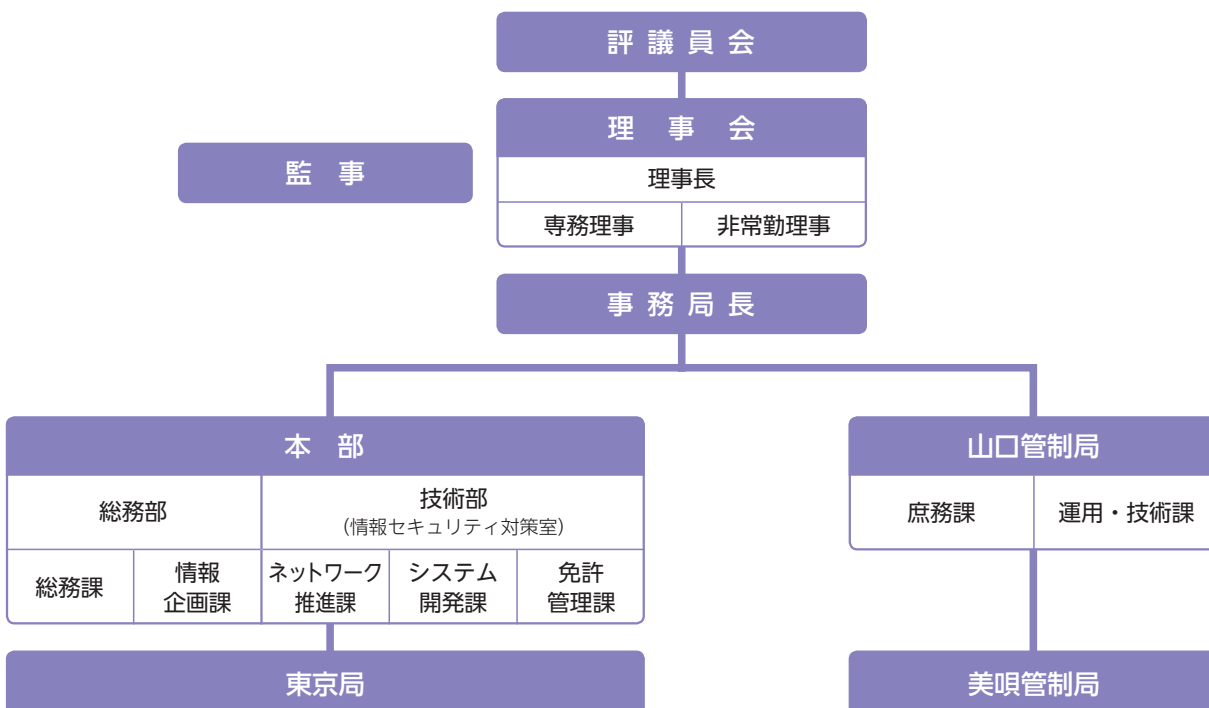 評議員会
理事会
監事
理事長
専務理事
非常勤理事
事務局長
本部
総務部
技術部
(情報セキュリティ対策室)
総務課
情報
企画課
ネットワーク
推進課
システム
開発課
免許
管理課
東京局
山口管制局
庶務課
運用・技術課
美唄管制局